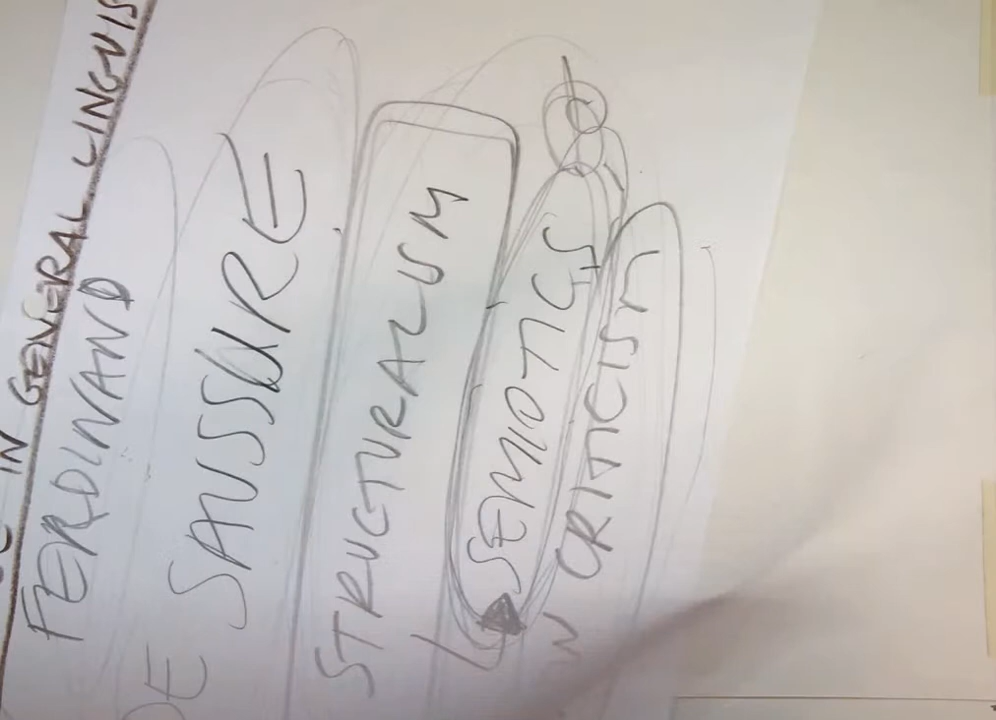 IN GENERAL LINGUIS
FERDINAND
DE SAUSSURE
STRUCTURALISM
SEMIOTICS
CRITICISM